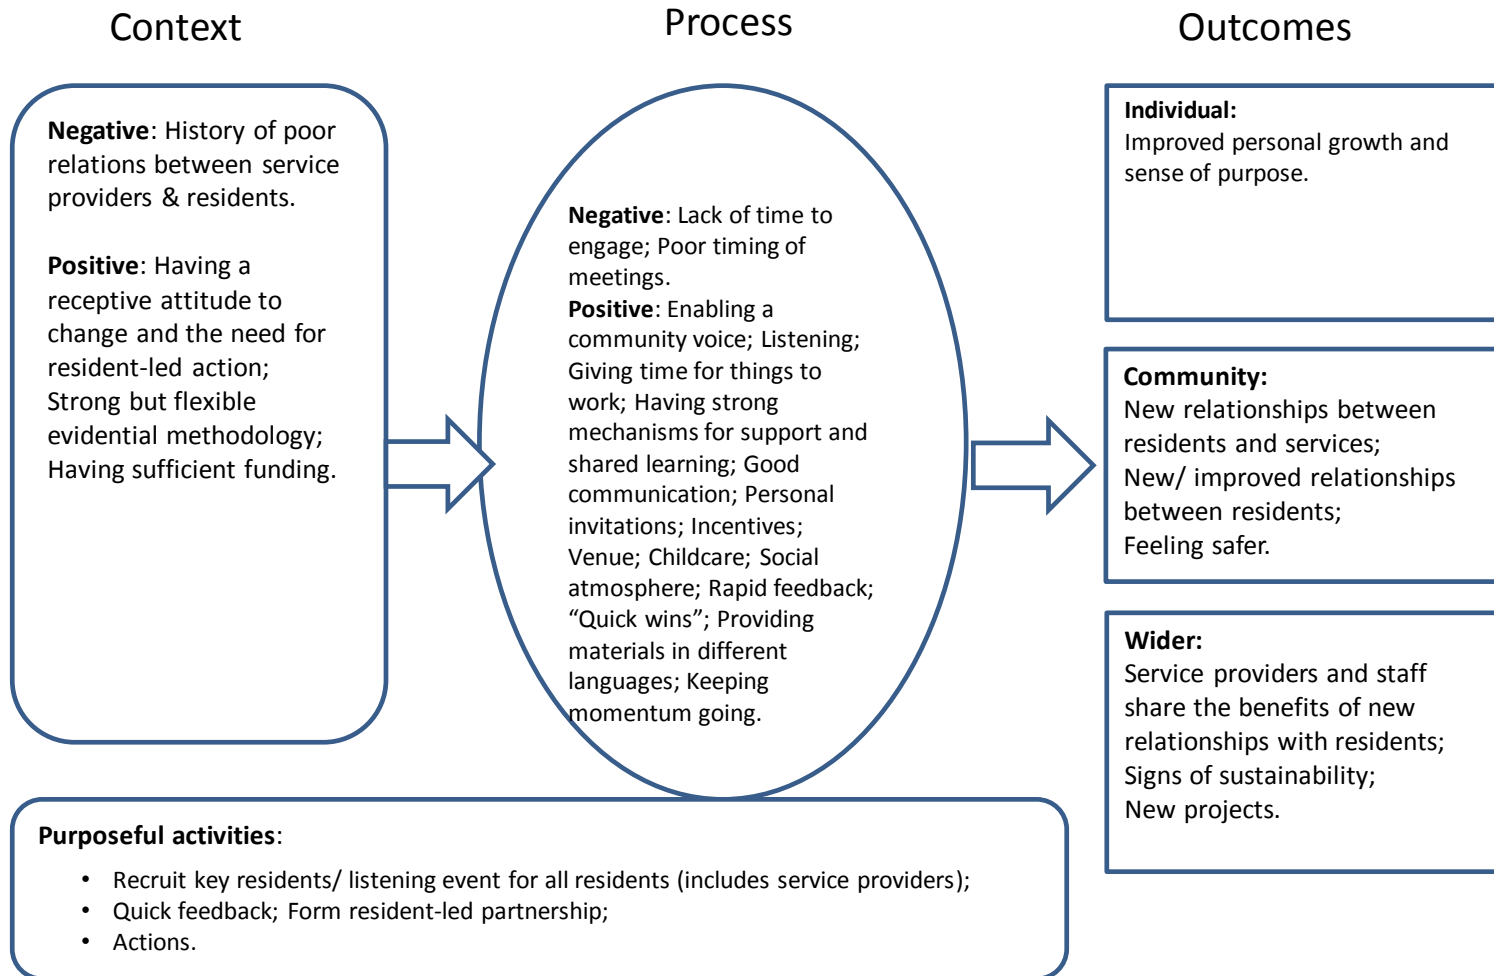 Context
Process
Outcomes
Negative: History of poor
relations between service
providers & residents.
Positive: Having a
receptive attitude to
change and the need for
resident-led action;
Strong but flexible
evidential methodology;
Having sufficient funding.
Negative: Lack of time to
engage; Poor timing of
meetings.
Positive: Enabling a
community voice; Listening;
Giving time for things to
work; Having strong
mechanisms for support and
shared learning; Good
communication; Personal
invitations; Incentives;
Venue; Childcare; Social
atmosphere; Rapid feedback;
“Quick wins”; Providing
materials in different
languages; Keeping
momentum going.
Individual:
Improved personal growth and
sense of purpose.
Community:
New relationships between
residents and services;
New/ improved relationships
between residents;
Feeling safer.
Wider:
Service providers and staff
share the benefits of new
relationships with residents;
Signs of sustainability;
New projects.
Purposeful activities:
• Recruit key residents/ listening event for all residents (includes service providers);
• Quick feedback; Form resident-led partnership;
• Actions.